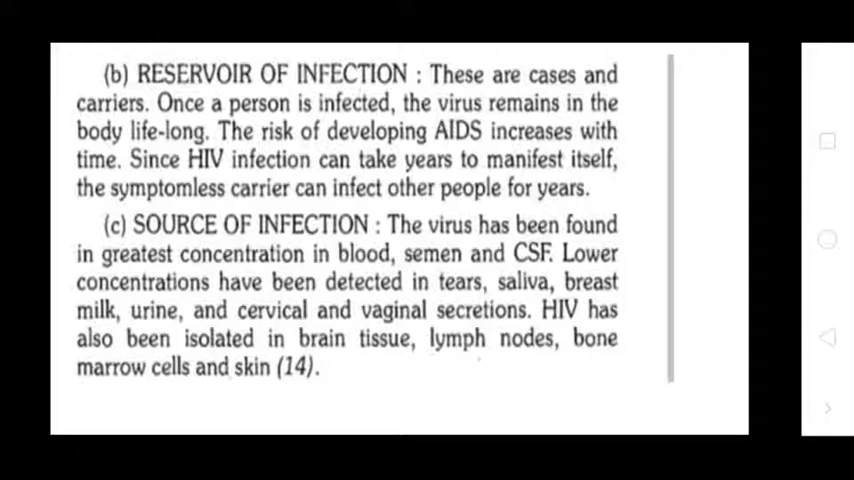 (b) RESERVOIR OF INFECTION : These are cases and
carriers. Once a person is infected, the virus remains in the
body life-long. The risk of developing AIDS increases with
time. Since HIV infection can take years to manifest itself,
the symptomless carrier can infect other people for years.
(c) SOURCE OF INFECTION : The virus has been found
in greatest concentration in blood, semen and CSF. Lower
concentrations have been detected in tears, saliva, breast
milk, urine, and cervical and vaginal secretions. HIV has
also been isolated in brain tissue, lymph nodes, bone
marrow cells and skin (14).